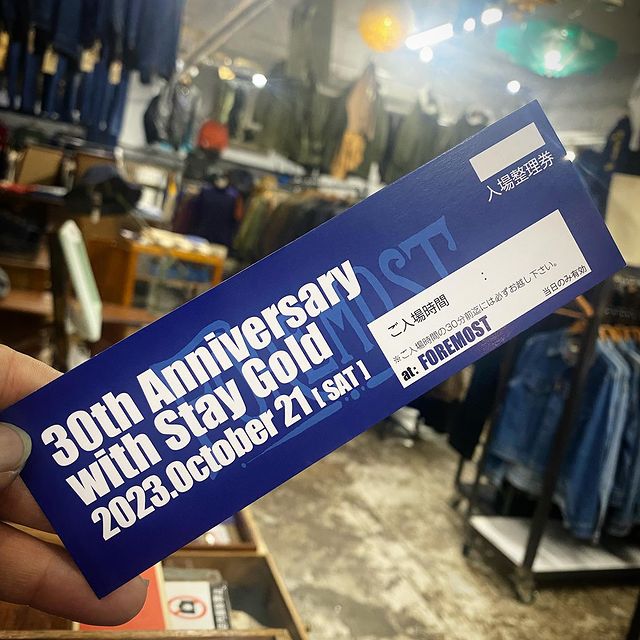 入場整理券
FOREMOST
30th Anniversary
with Stay Gold
2023.October 21 [ SAT ]
ご入場時間 :
※ご入場時間の30分前迄には必ずお越し下さい。
当日のみ有効
at: FOREMOST